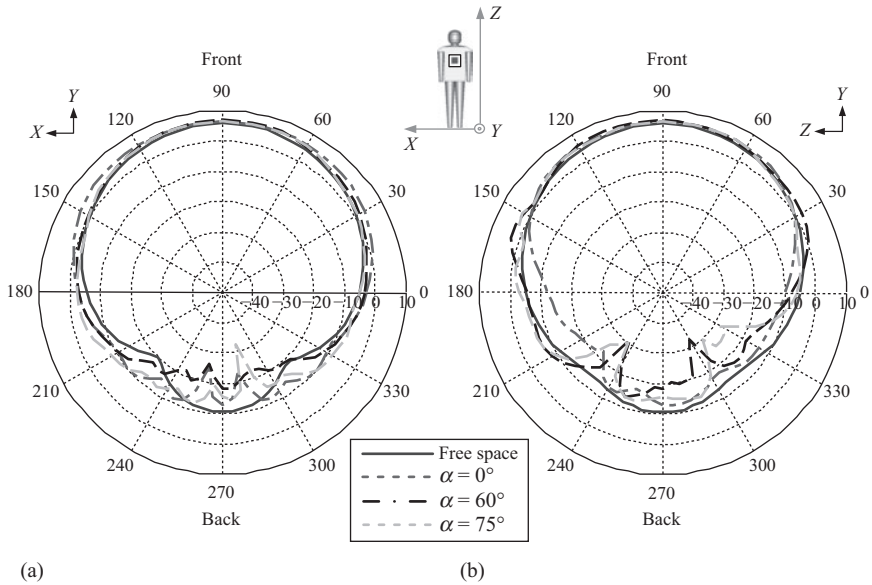 Front
90
120
60
150
30
180
0
-40 -30 -20 -10 0 10
210
330
240
300
270
Back
X
Y
Z
X
Y
Front
90
120
60
150
30
180
0
-40 -30 -20 -10 0 10
210
330
240
300
270
Back
Z
Y
Free space
α = 0°
α = 60°
α = 75°
(a)
(b)